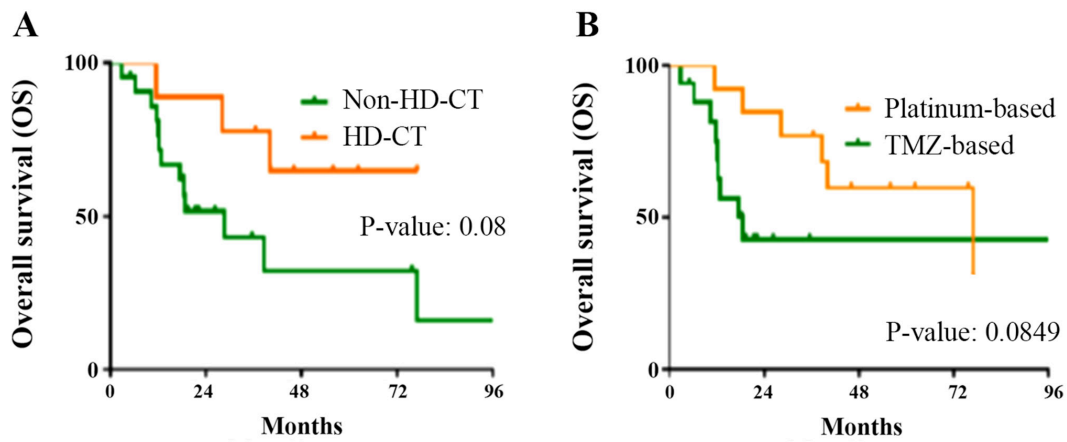 A
Overall survival (OS)
100
50
0
Non-HD-CT
HD-CT
P-value: 0.08
0 24 48 72 96
Months
B
Overall survival (OS)
100
50
0
Platinum-based
TMZ-based
P-value: 0.0849
0 24 48 72 96
Months